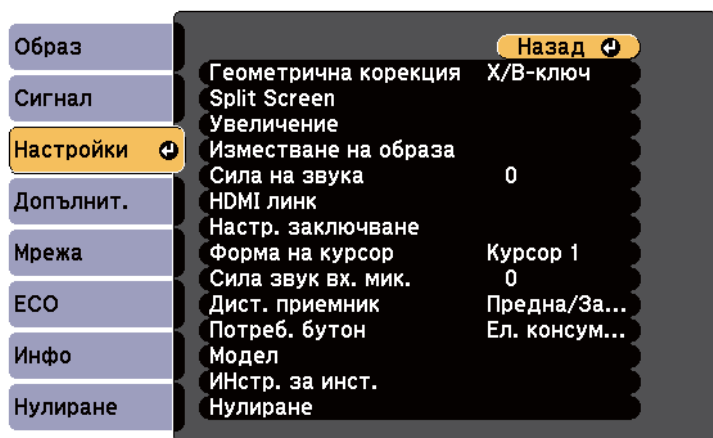 Образ
Сигнал
Настройки
Допълнит.
Мрежа
ECO
Инфо
Нулиране
Назад
Геометрична корекция Х/В-ключ
Split Screen
Увеличение
Изместване на образа
Сила на звука 0
HDMI линк
Настр. заключване
Форма на курсор Курсор 1
Сила звук вх. мик. 0
Дист. приемник Предна/За...
Потреб. бутон Ел. консум...
Модел
ИНстр. за инст.
Нулиране